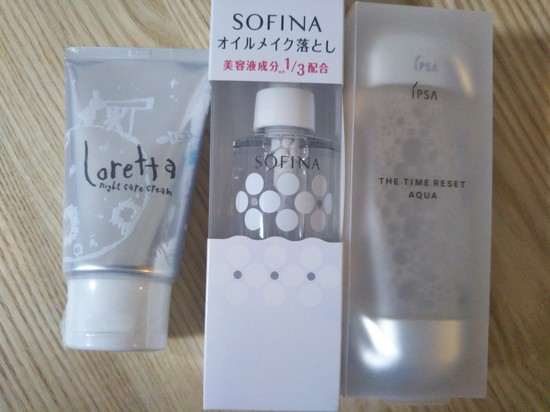 Loretta
night care cream
SOFINA
オイルメイク落とし
美容液成分※1 1/3配合
SOFINA
IPSA
IPSA
THE TIME RESET
AQUA